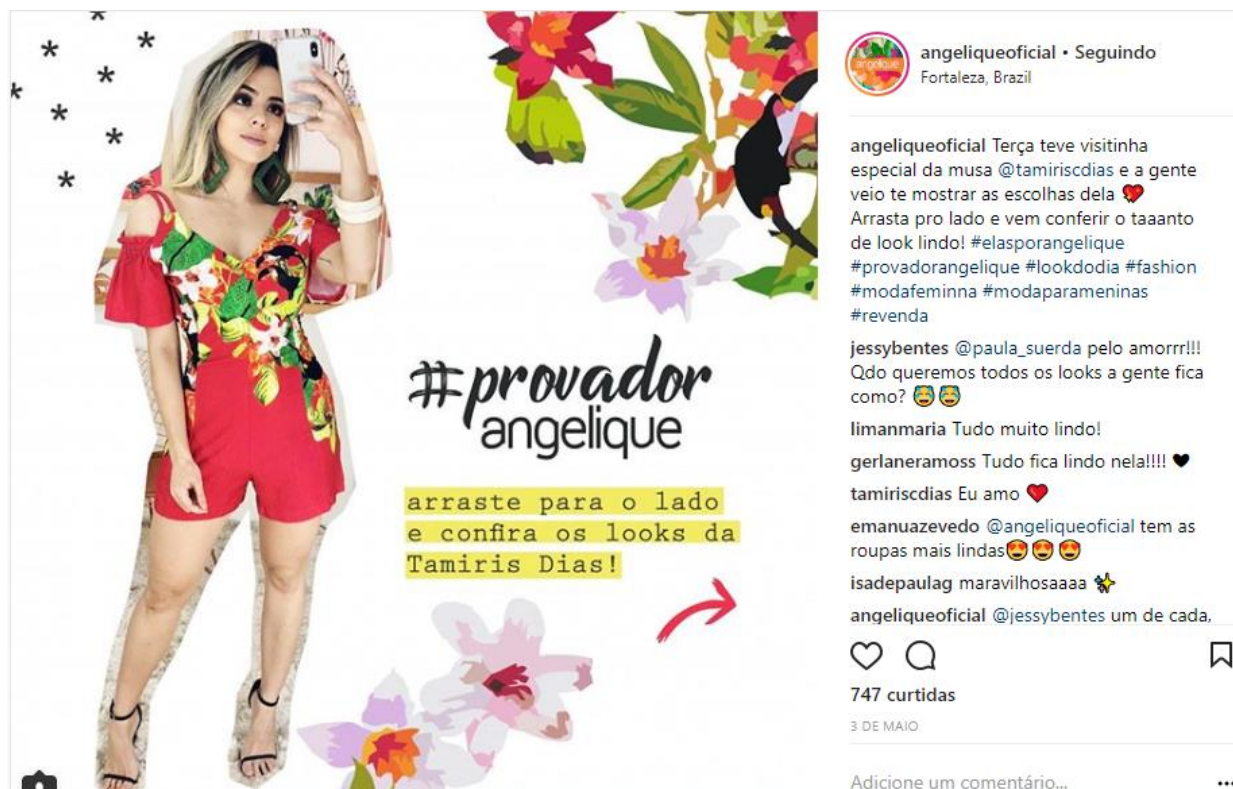 #provador
angelique
arraste para o lado
e confira os looks da
Tamiris Dias!
angelique
angeliqueoficial • Seguindo
Fortaleza, Brazil
angeliqueoficial Terça teve visitinha
especial da musa @tamiriscdias e a gente
veio te mostrar as escolhas dela 💖
Arrasta pro lado e vem conferir o taaanto
de look lindo! #elasporangelique
#provadorangelique #lookdodia #fashion
#modafeminna #modaparameninas
#revenda
jessybentes @paula_suerda pelo amorrr!!!
Qdo queremos todos os looks a gente fica
como? 😂😂
limanmaria Tudo muito lindo!
gerlaneramoss Tudo fica lindo nela!!!! 🖤
tamiriscdias Eu amo ❤️
emanuazevedo @angeliqueoficial tem as
roupas mais lindas😍😍😍
isadepaulag maravilhosaaaa ✨
angeliqueoficial @jessybentes um de cada,
747 curtidas
3 DE MAIO
Adicione um comentário...